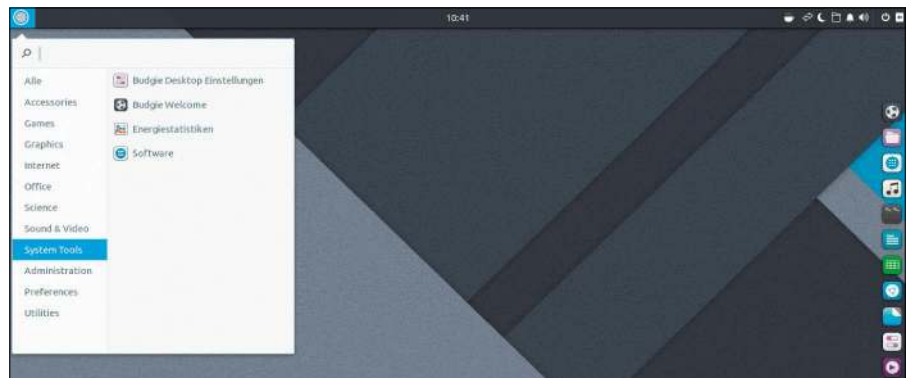 10:41
Alle
Accessories
Games
Graphics
Internet
Office
Science
Sound & Video
System Tools
Administration
Preferences
Utilities
Budgie Desktop Einstellungen
Budgie Welcome
Energiestatistiken
Software